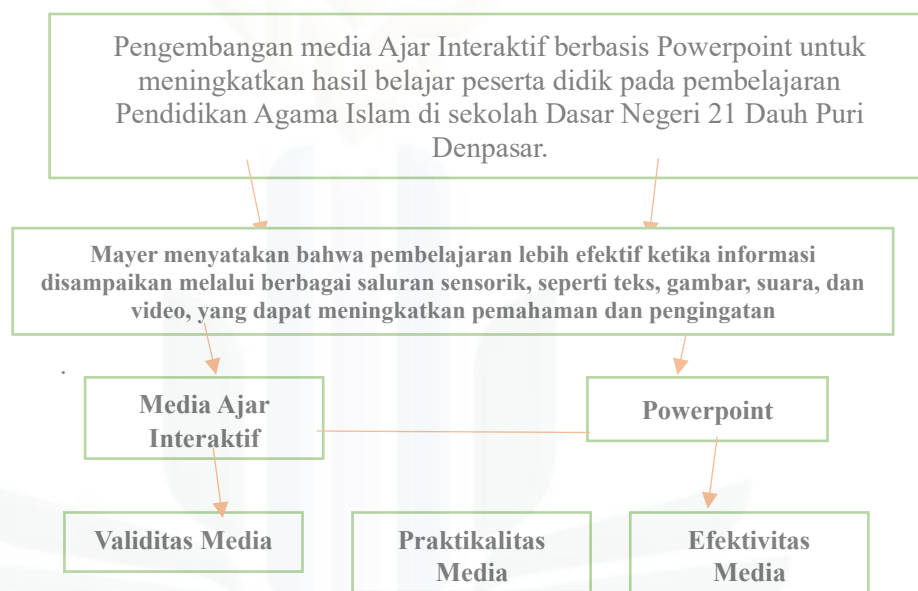 Pengembangan media Ajar Interaktif berbasis Powerpoint untuk
meningkatkan hasil belajar peserta didik pada pembelajaran
Pendidikan Agama Islam di sekolah Dasar Negeri 21 Dauh Puri
Denpasar.
Mayer menyatakan bahwa pembelajaran lebih efektif ketika informasi
disampaikan melalui berbagai saluran sensorik, seperti teks, gambar, suara, dan
video, yang dapat meningkatkan pemahaman dan pengingatan
.
Media Ajar
Interaktif
Powerpoint
Validitas Media
Praktikalitas
Media
Efektivitas
Media